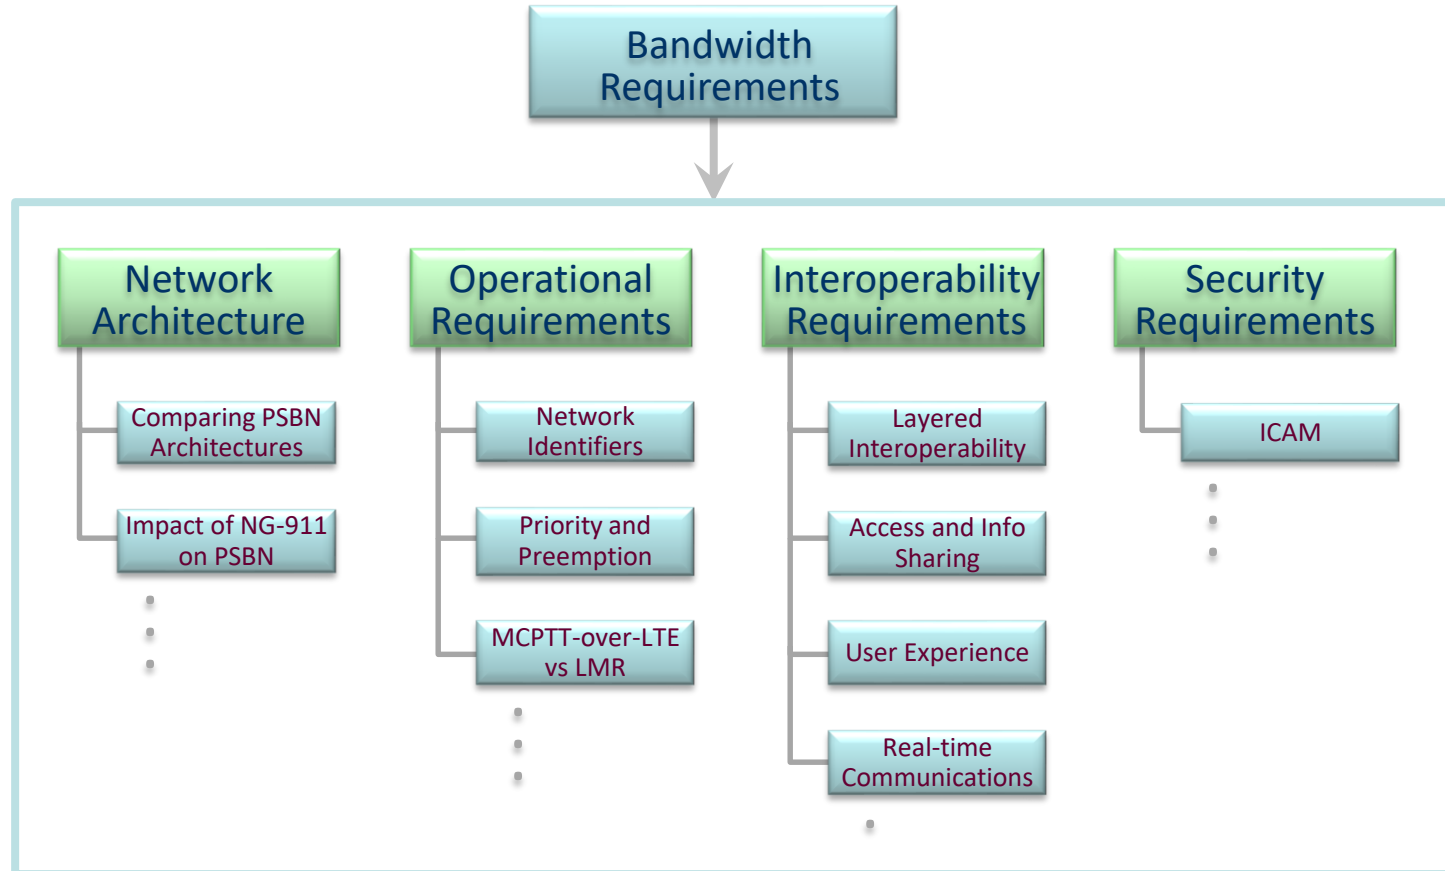 Bandwidth
Requirements
Network
Architecture
Comparing PSBN
Architectures
Impact of NG-911
on PSBN
Operational
Requirements
Network
Identifiers
Priority and
Preemption
MCPTT-over-LTE
vs LMR
Interoperability
Requirements
Layered
Interoperability
Access and Info
Sharing
User Experience
Real-time
Communications
Security
Requirements
ICAM